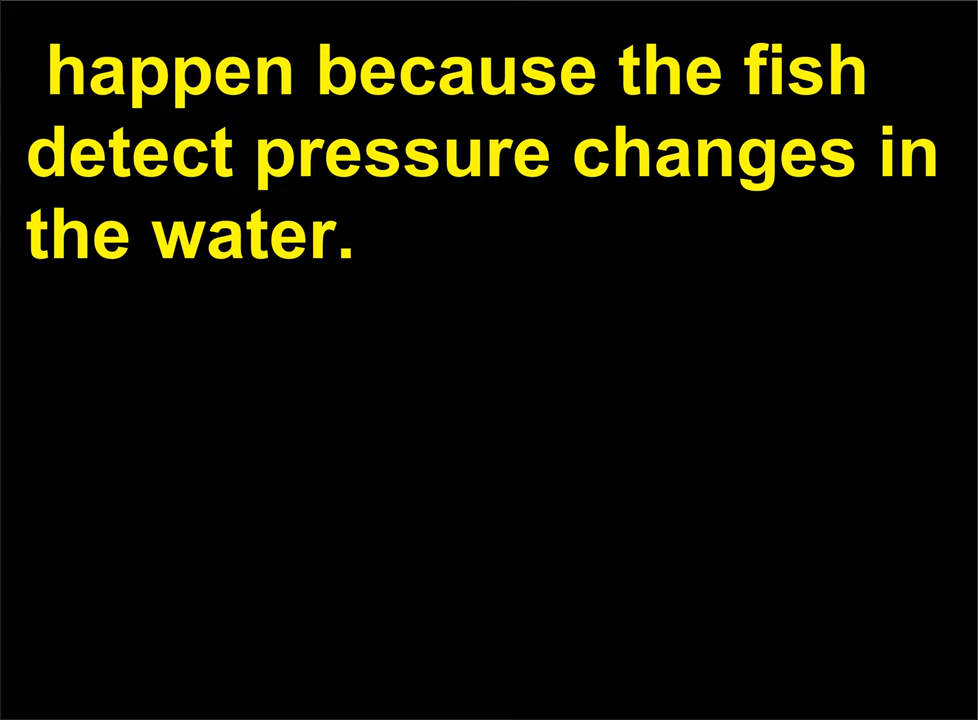 happen because the fish
detect pressure changes in
the water.